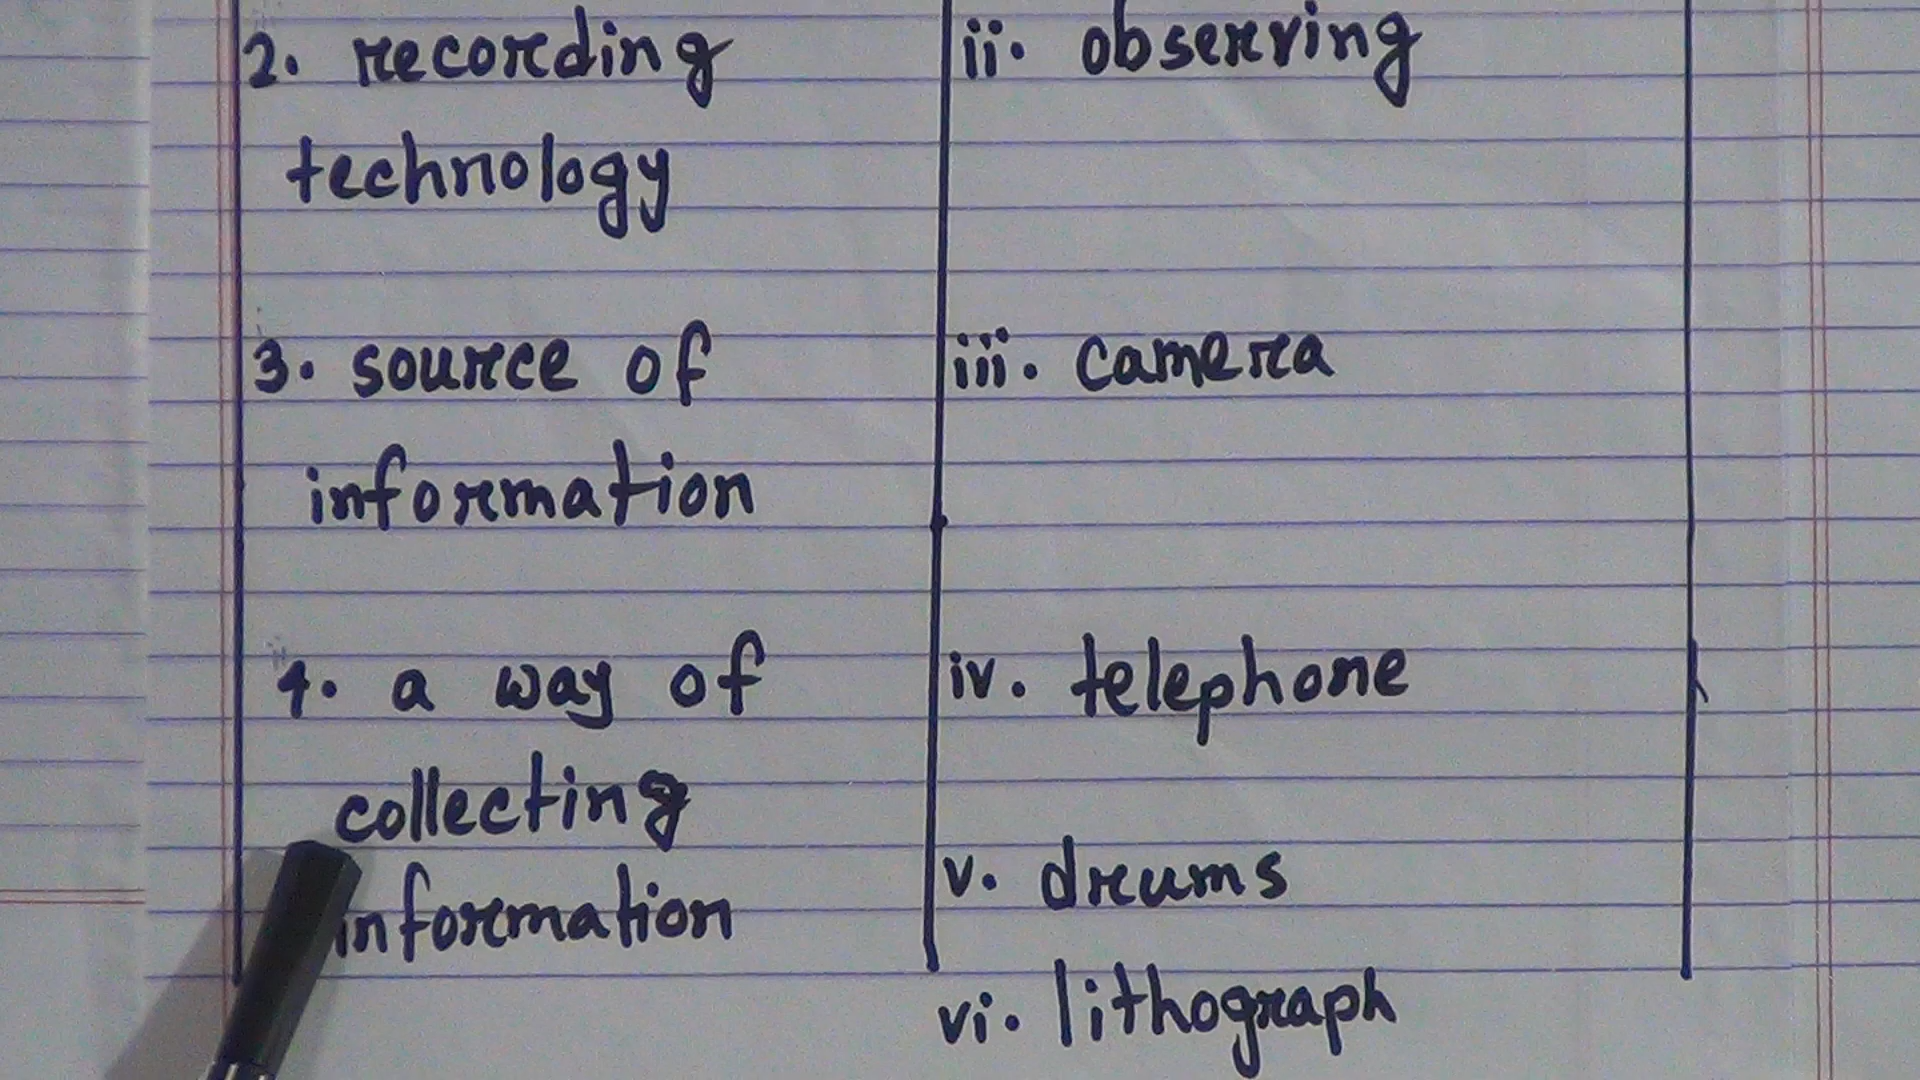 2. recording
technology
3. source of
information
4. a way of
collecting
information
ii. observing
iii. camera
iv. telephone
v. drums
vi. lithograph